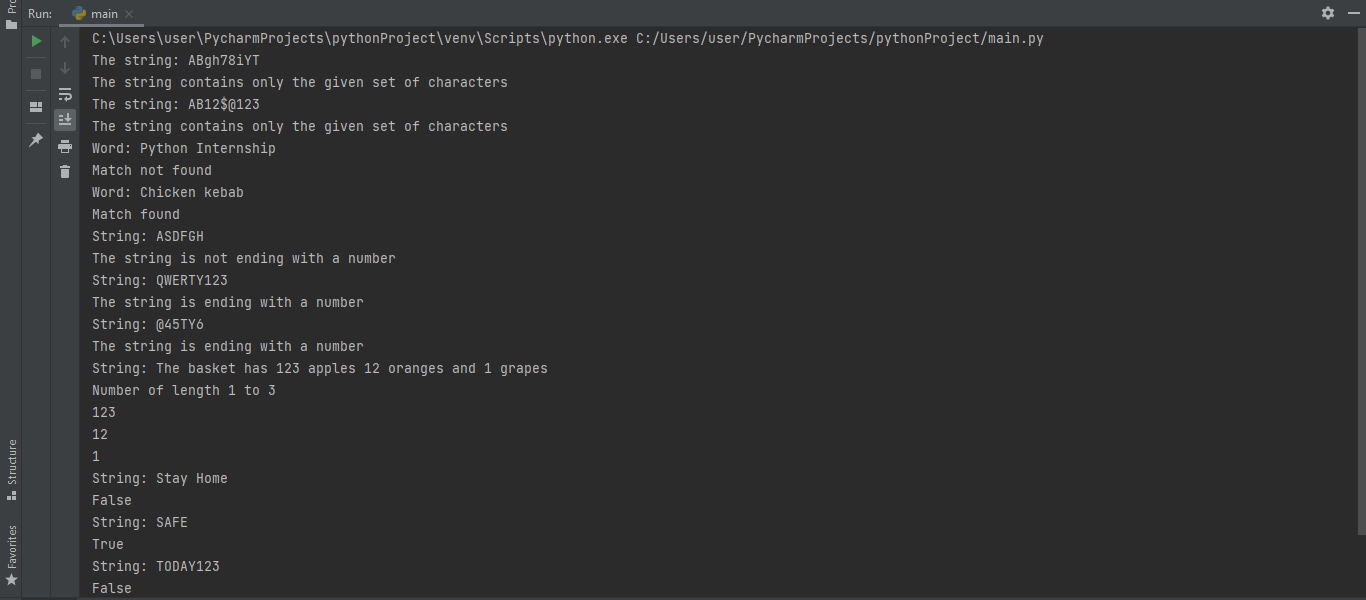 Pro
Run: main
C:\Users\user\PycharmProjects\pythonProject\venv\Scripts\python.exe C:/Users/user/PycharmProjects/pythonProject/main.py
The string: ABgh78iYT
The string contains only the given set of characters
The string: AB12$@123
The string contains only the given set of characters
Word: Python Internship
Match not found
Word: Chicken kebab
Match found
String: ASDFGH
The string is not ending with a number
String: QWERTY123
The string is ending with a number
String: @45TY6
The string is ending with a number
String: The basket has 123 apples 12 oranges and 1 grapes
Number of length 1 to 3
123
12
1
String: Stay Home
False
String: SAFE
True
String: TODAY123
False
Structure
Favorites